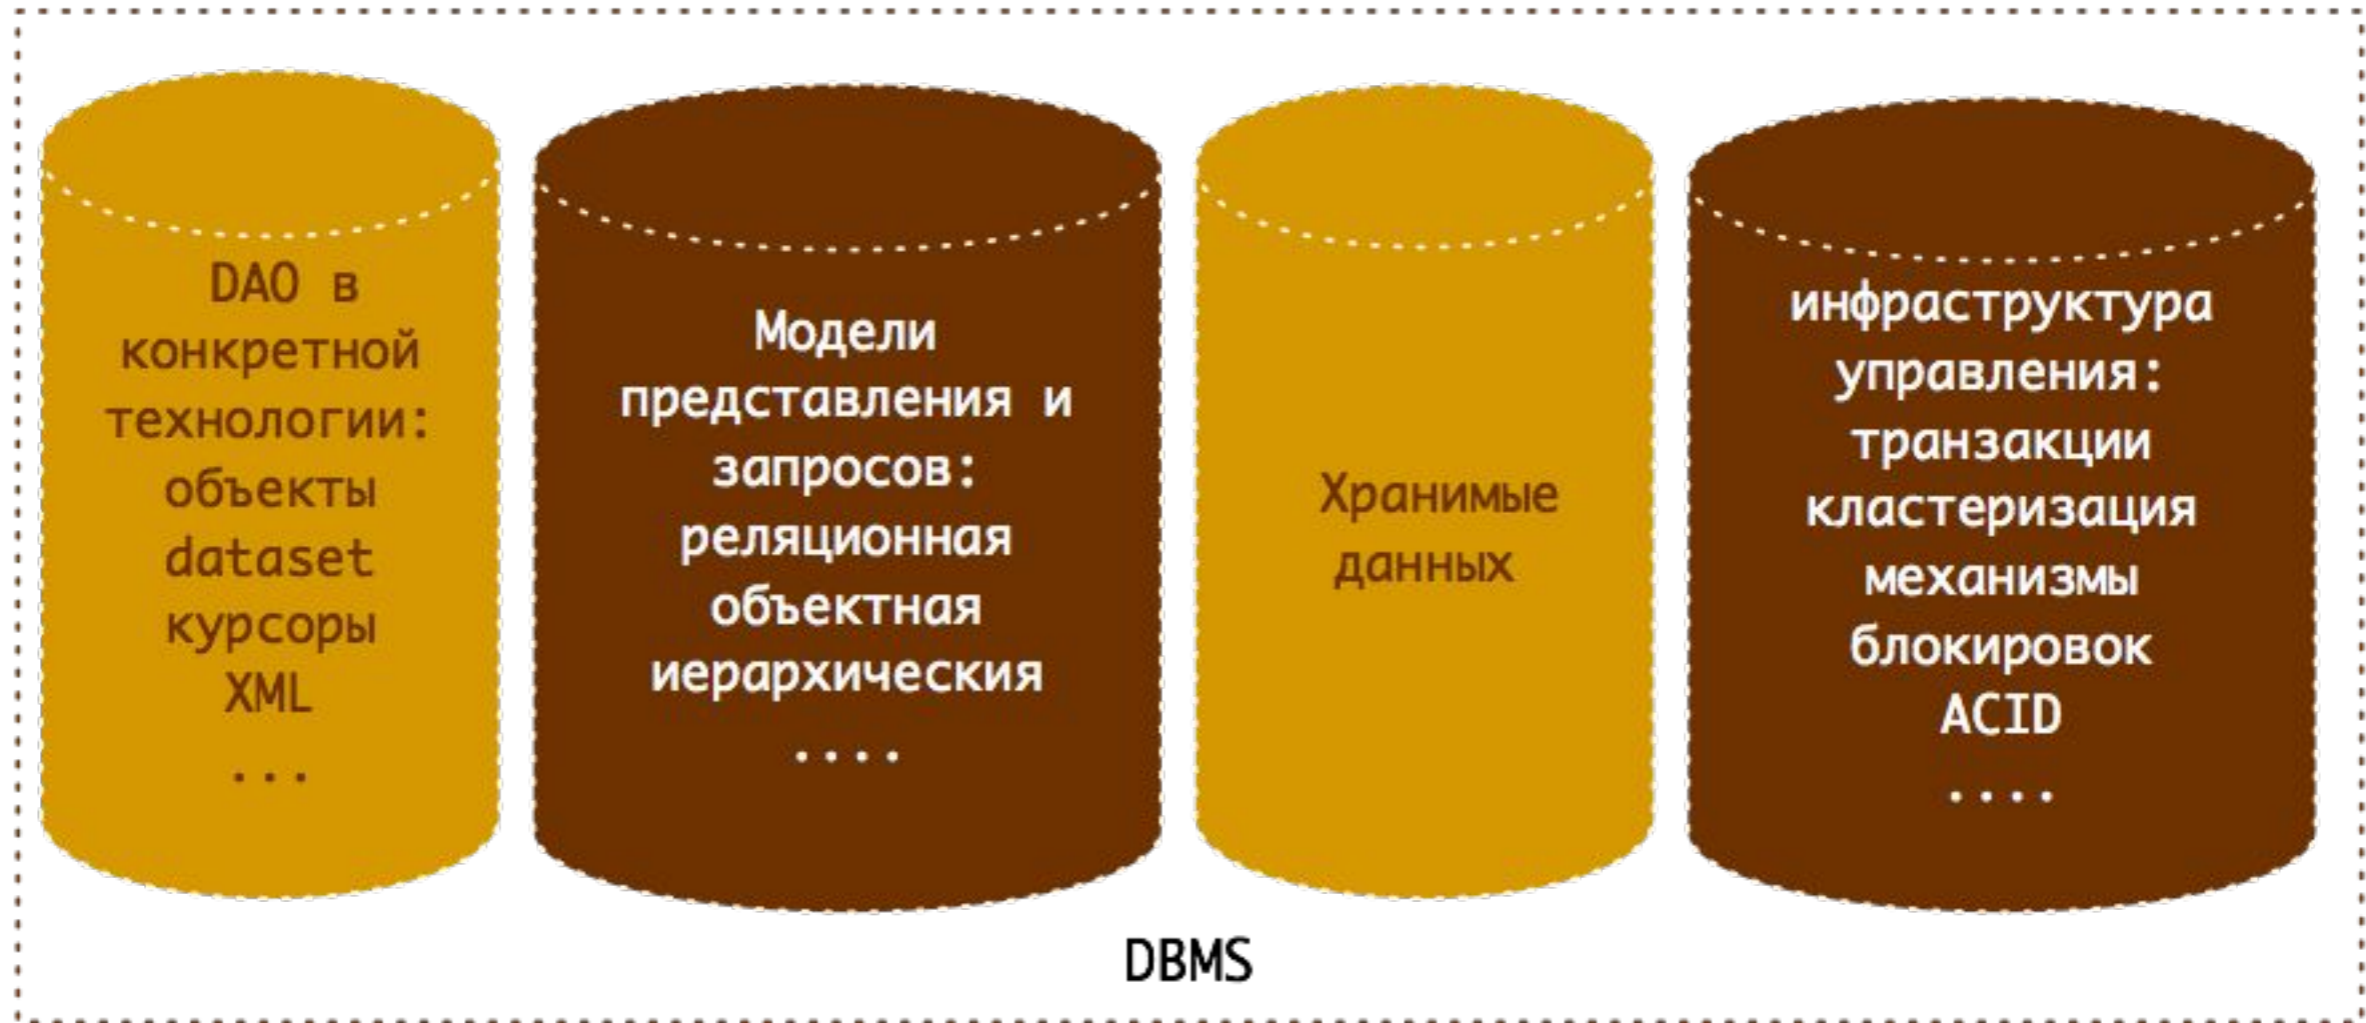 DAO в
конкретной
технологии:
объекты
dataset
курсоры
XML
...
Модели
представления и
запросов:
реляционная
объектная
иерархическия
....
Хранимые
данных
инфраструктура
управления:
транзакции
кластеризация
механизмы
блокировок
ACID
....
DBMS